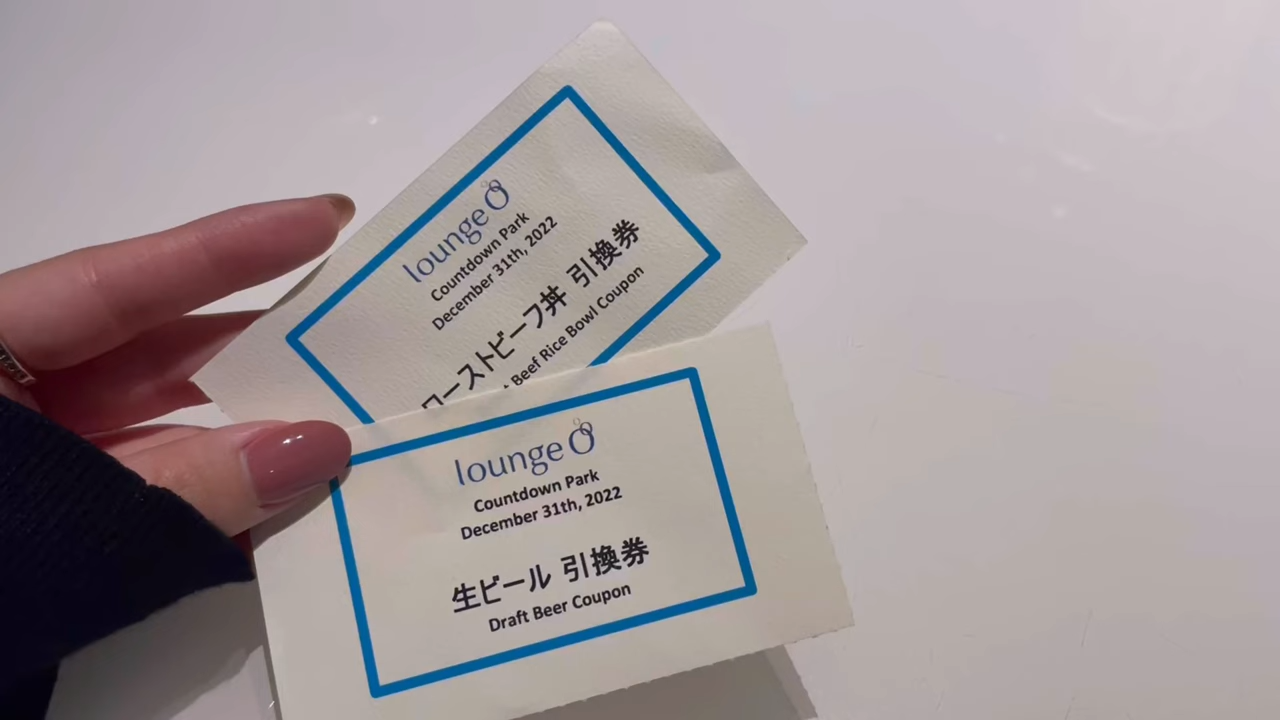 lounge O
Countdown Park
December 31th, 2022
ローストビーフ丼 引換券
Beef Rice Bowl Coupon
lounge O
Countdown Park
December 31th, 2022
生ビール 引換券
Draft Beer Coupon